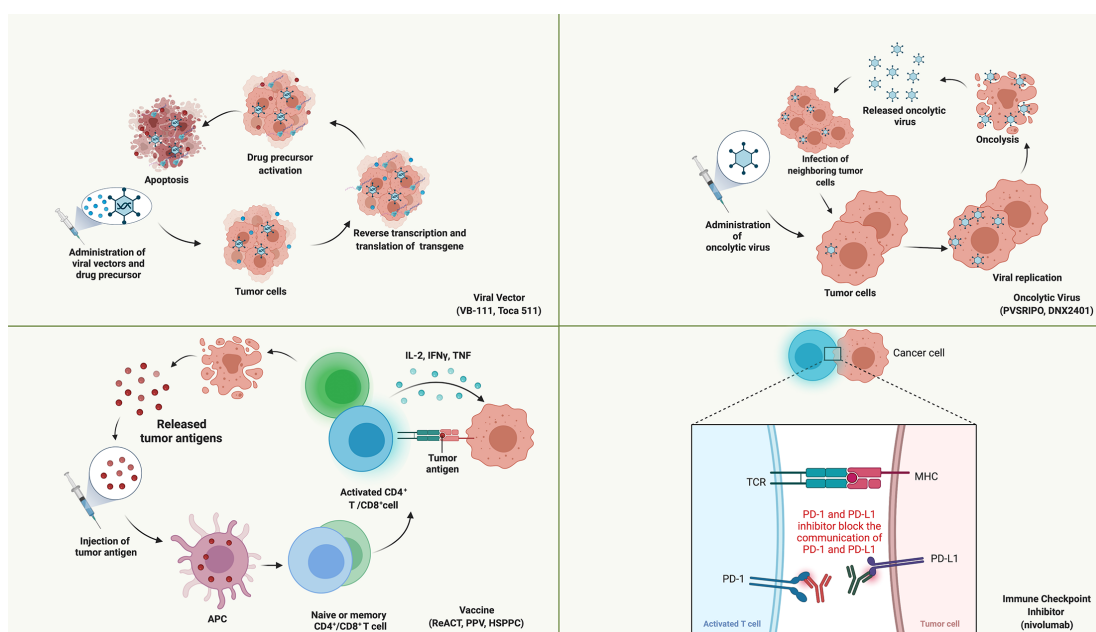 Drug precursor
activation
Apoptosis
Administration of
viral vectors and
drug precursor
Tumor cells
Reverse transcription and
translation of transgene
Viral Vector
(VB-111, Toca 511)
Released oncolytic
virus
Oncolysis
Infection of
neighboring tumor
cells
Administration
of
oncolytic virus
Tumor cells
Viral replication
Oncolytic Virus
(PVSRIPO, DNX2401)
IL-2, IFNγ, TNF
Released
tumor antigens
Tumor
antigen
Activated CD4⁺
T /CD8⁺cell
Injection of
tumor antigen
APC
Naive or memory
CD4⁺/CD8⁺ T cell
Vaccine
(ReACT, PPV, HSPPC)
Cancer cell
TCR
MHC
PD-1 and PD-L1
inhibitor block the
communication of
PD-1 and PD-L1
PD-L1
PD-1
Activated T cell
Tumor cell
Immune Checkpoint
Inhibitor
(nivolumab)